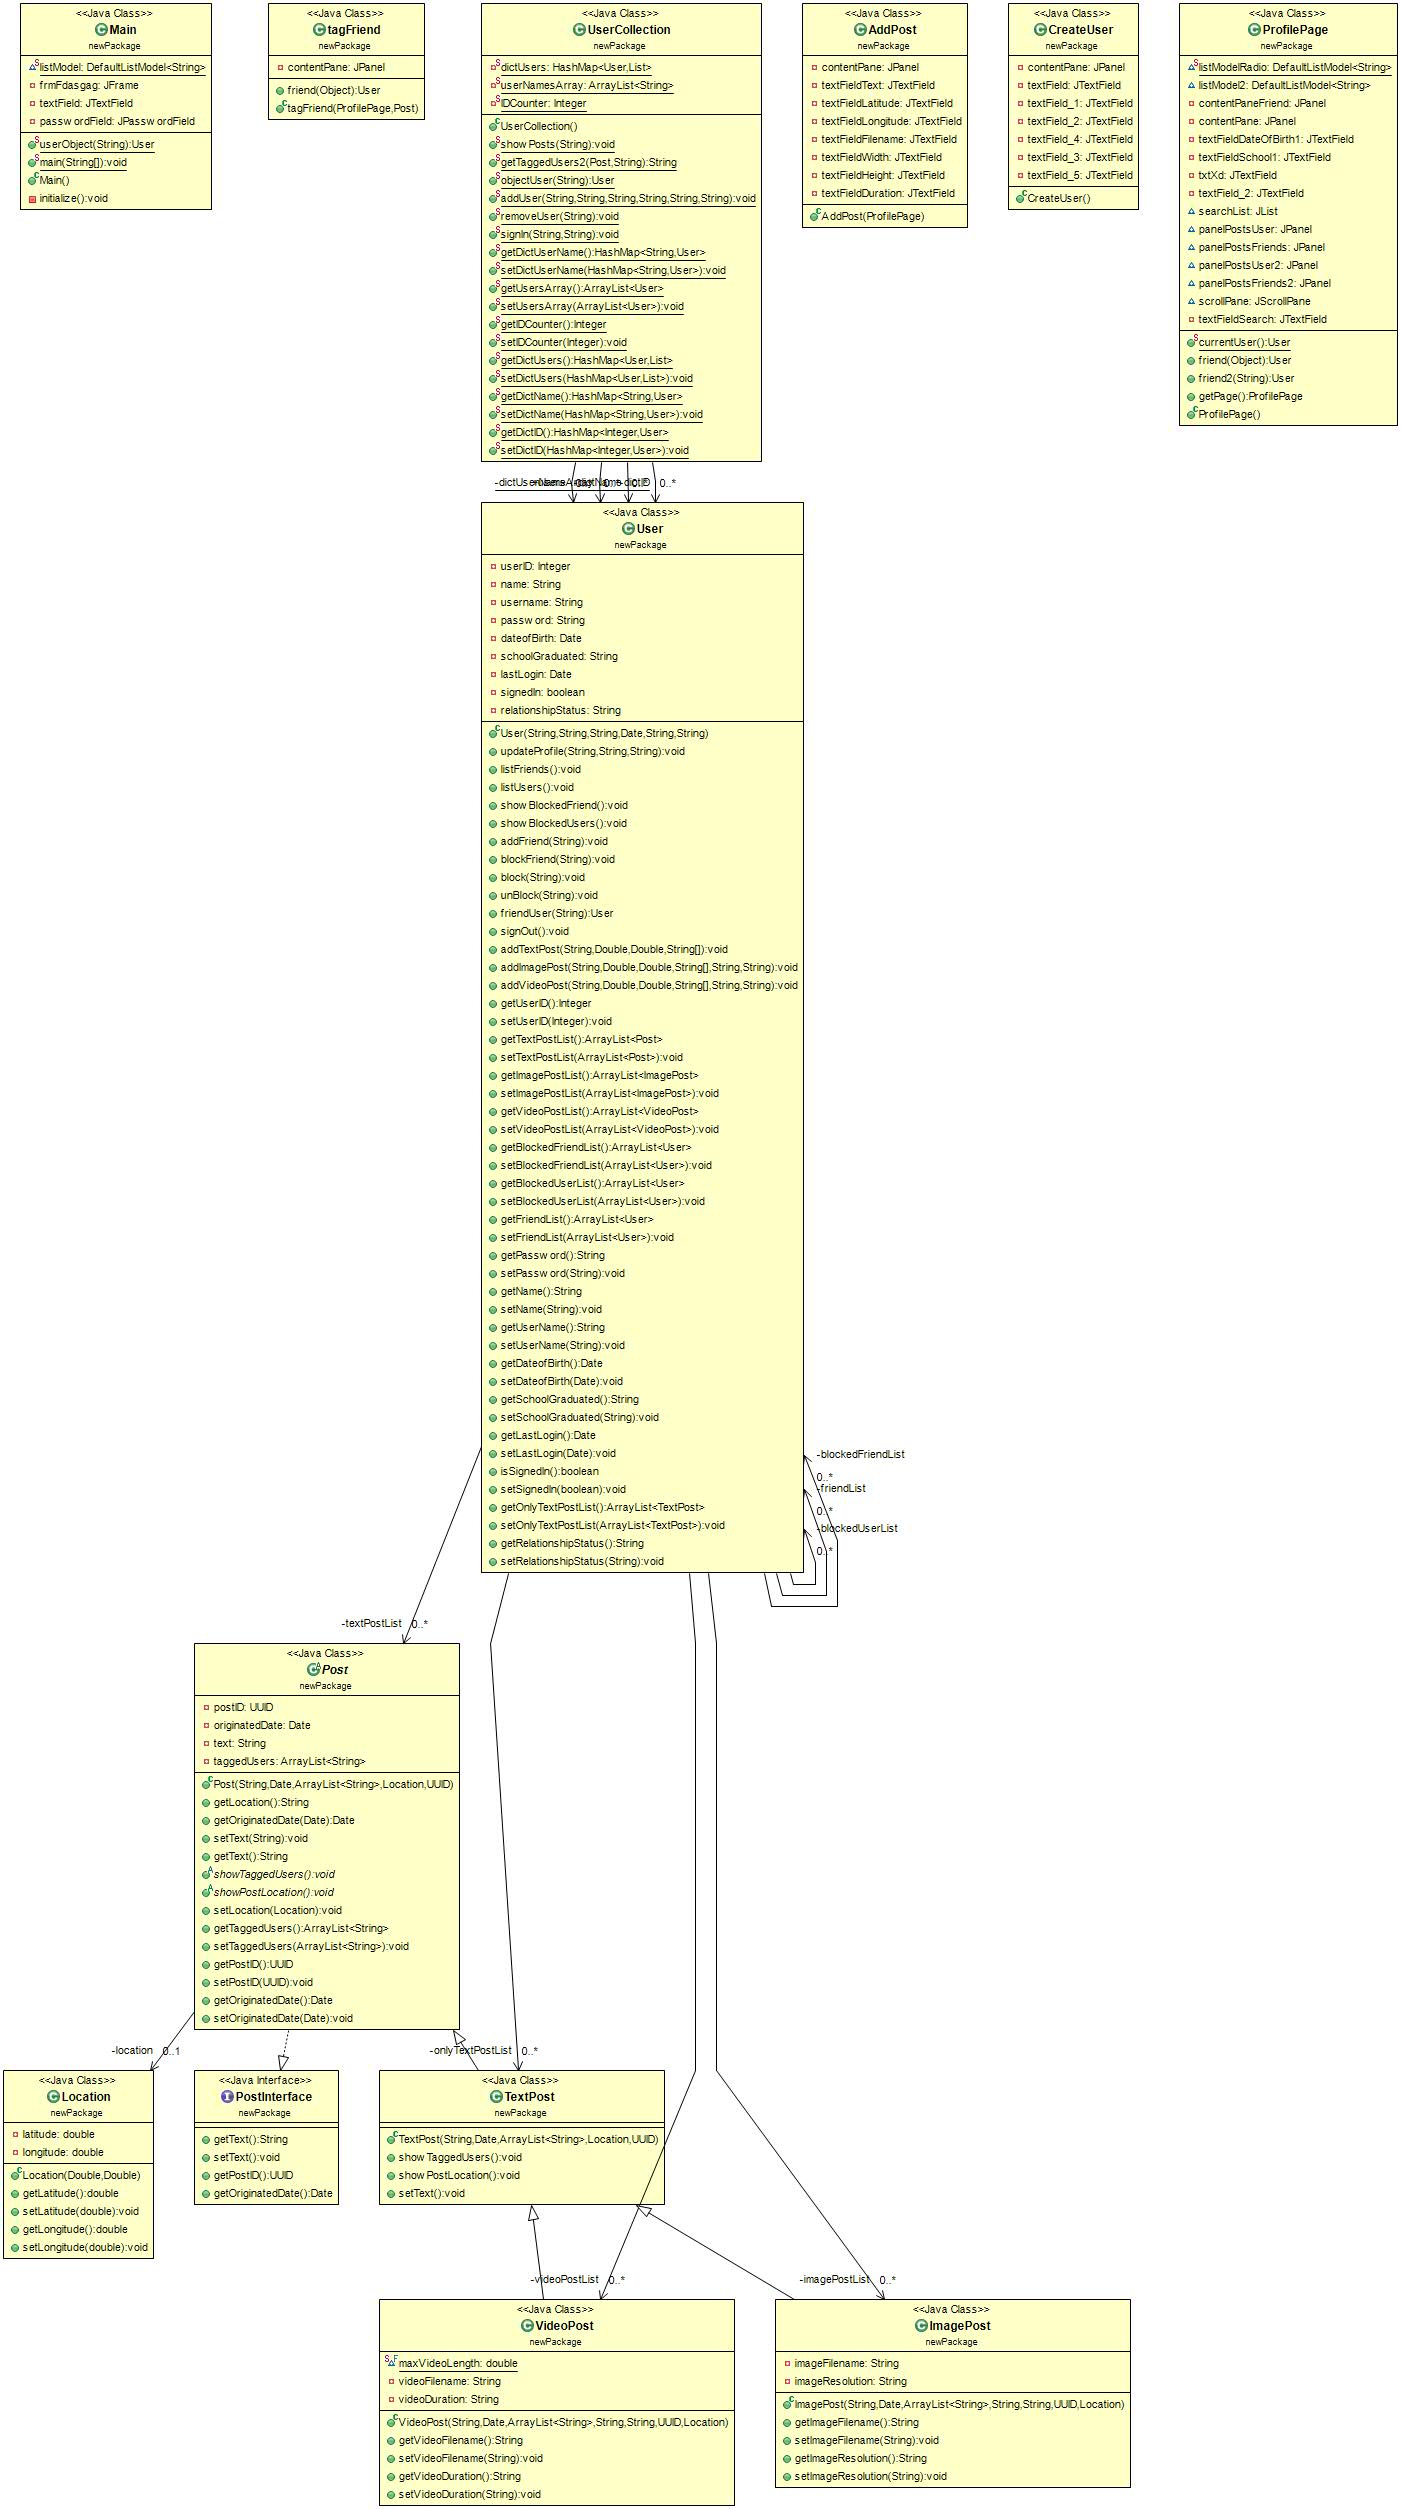 <<Java Class>>
Main
newPackage
listModel: DefaultListModel<String>
frmFdasgag: JFrame
textField: JTextField
passwordField: JPasswordField
userObject(String):User
main(String[]):void
Main()
initialize():void
<<Java Class>>
tagFriend
newPackage
contentPane: JPanel
friend(Object):User
tagFriend(ProfilePage,Post)
<<Java Class>>
UserCollection
newPackage
dictUsers: HashMap<User,List>
userNamesArray: ArrayList<String>
IDCounter: Integer
UserCollection()
showPosts(String):void
getTaggedUsers2(Post,String):String
objectUser(String):User
addUser(String,String,String,String,String,String):void
removeUser(String):void
signIn(String,String):void
getDictUserName():HashMap<String,User>
setDictUserName(HashMap<String,User>):void
getUsersArray():ArrayList<User>
setUsersArray(ArrayList<User>):void
getIDCounter():Integer
setIDCounter(Integer):void
getDictUsers():HashMap<User,List>
setDictUsers(HashMap<User,List>):void
getDictName():HashMap<String,User>
setDictName(HashMap<String,User>):void
getDictID():HashMap<Integer,User>
setDictID(HashMap<Integer,User>):void
<<Java Class>>
AddPost
newPackage
contentPane: JPanel
textFieldText: JTextField
textFieldLatitude: JTextField
textFieldLongitude: JTextField
textFieldFilename: JTextField
textFieldWidth: JTextField
textFieldHeight: JTextField
textFieldDuration: JTextField
AddPost(ProfilePage)
<<Java Class>>
CreateUser
newPackage
contentPane: JPanel
textField: JTextField
textField_1: JTextField
textField_2: JTextField
textField_4: JTextField
textField_3: JTextField
textField_5: JTextField
CreateUser()
<<Java Class>>
ProfilePage
newPackage
listModelRadio: DefaultListModel<String>
listModel2: DefaultListModel<String>
contentPaneFriend: JPanel
contentPane: JPanel
textFieldDateOfBirth1: JTextField
textFieldSchool1: JTextField
txtXd: JTextField
textField_2: JTextField
searchList: JList
panelPostsUser: JPanel
panelPostsFriends: JPanel
panelPostsUser2: JPanel
panelPostsFriends2: JPanel
scrollPane: JScrollPane
textFieldSearch: JTextField
currentUser():User
friend(Object):User
friend2(String):User
getPage():ProfilePage
ProfilePage()
0..*
<<Java Class>>
User
newPackage
userID: Integer
name: String
username: String
password: String
dateofBirth: Date
schoolGraduated: String
lastLogin: Date
signedIn: boolean
relationshipStatus: String
User(String,String,String,Date,String,String)
updateProfile(String,String,String):void
listFriends():void
listUsers():void
showBlockedFriend():void
showBlockedUsers():void
addFriend(String):void
blockFriend(String):void
block(String):void
unBlock(String):void
friendUser(String):User
signOut():void
addTextPost(String,Double,Double,String[]):void
addImagePost(String,Double,Double,String[],String,String):void
addVideoPost(String,Double,Double,String[],String,String):void
getUserID():Integer
setUserID(Integer):void
getTextPostList():ArrayList<Post>
setTextPostList(ArrayList<Post>):void
getImagePostList():ArrayList<ImagePost>
setImagePostList(ArrayList<ImagePost>):void
getVideoPostList():ArrayList<VideoPost>
setVideoPostList(ArrayList<VideoPost>):void
getBlockedFriendList():ArrayList<User>
setBlockedFriendList(ArrayList<User>):void
getBlockedUserList():ArrayList<User>
setBlockedUserList(ArrayList<User>):void
getFriendList():ArrayList<User>
setFriendList(ArrayList<User>):void
getPassword():String
setPassword(String):void
getName():String
setName(String):void
getUserName():String
setUserName(String):void
getDateofBirth():Date
setDateofBirth(Date):void
getSchoolGraduated():String
setSchoolGraduated(String):void
getLastLogin():Date
setLastLogin(Date):void
isSignedIn():boolean
setSignedIn(boolean):void
getOnlyTextPostList():ArrayList<TextPost>
setOnlyTextPostList(ArrayList<TextPost>):void
getRelationshipStatus():String
setRelationshipStatus(String):void
-blockedFriendList
0..*
-friendList
0..*
-blockedUserList
0..*
-textPostList 0..*
<<Java Class>>
Post
newPackage
postID: UUID
originatedDate: Date
text: String
taggedUsers: ArrayList<String>
Post(String,Date,ArrayList<String>,Location,UUID)
getLocation():String
getOriginatedDate(Date):Date
setText(String):void
getText():String
showTaggedUsers():void
showPostLocation():void
setLocation(Location):void
getTaggedUsers():ArrayList<String>
setTaggedUsers(ArrayList<String>):void
getPostID():UUID
setPostID(UUID):void
getOriginatedDate():Date
setOriginatedDate(Date):void
-location 0..1
-onlyTextPostList 0..*
<<Java Class>>
Location
newPackage
latitude: double
longitude: double
Location(Double,Double)
getLatitude():double
setLatitude(double):void
getLongitude():double
setLongitude(double):void
<<Java Interface>>
PostInterface
newPackage
getText():String
setText():void
getPostID():UUID
getOriginatedDate():Date
<<Java Class>>
TextPost
newPackage
TextPost(String,Date,ArrayList<String>,Location,UUID)
showTaggedUsers():void
showPostLocation():void
setText():void
-videoPostList 0..*
-imagePostList 0..*
<<Java Class>>
VideoPost
newPackage
maxVideoLength: double
videoFilename: String
videoDuration: String
VideoPost(String,Date,ArrayList<String>,String,String,UUID,Location)
getVideoFilename():String
setVideoFilename(String):void
getVideoDuration():String
setVideoDuration(String):void
<<Java Class>>
ImagePost
newPackage
imageFilename: String
imageResolution: String
ImagePost(String,Date,ArrayList<String>,String,String,UUID,Location)
getImageFilename():String
setImageFilename(String):void
getImageResolution():String
setImageResolution(String):void